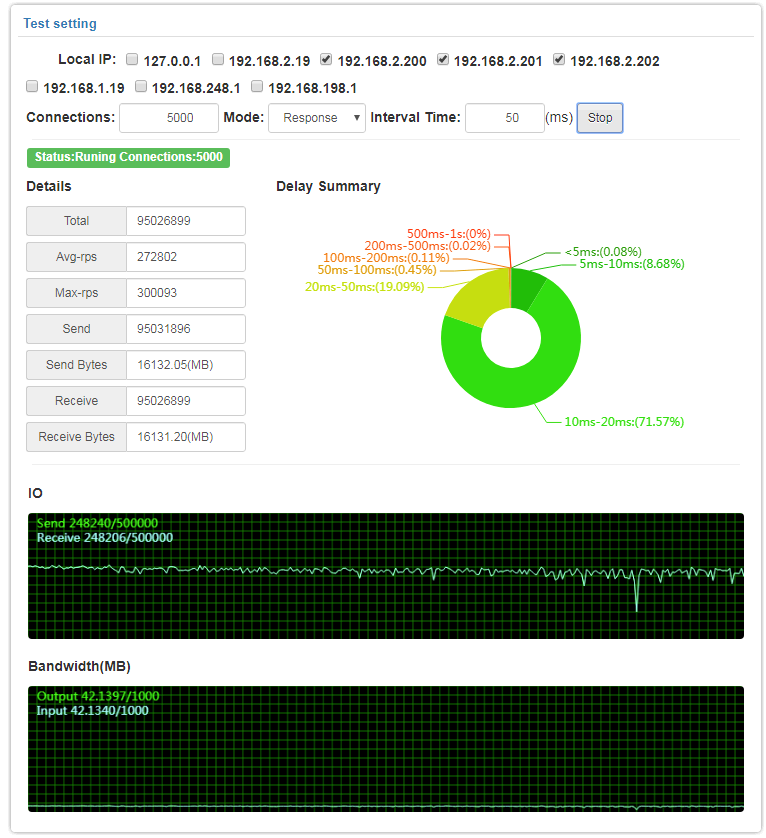 Test setting
Local IP: 127.0.0.1 192.168.2.19 192.168.2.200 192.168.2.201 192.168.2.202
192.168.1.19 192.168.248.1 192.168.198.1
Connections: 5000 Mode: Response Interval Time: 50 (ms) Stop
Status:Runing Connections:5000
Details
Total 95026899
Avg-rps 272802
Max-rps 300093
Send 95031896
Send Bytes 16132.05(MB)
Receive 95026899
Receive Bytes 16131.20(MB)
Delay Summary
500ms-1s:(0%)
200ms-500ms:(0.02%)
100ms-200ms:(0.11%)
50ms-100ms:(0.45%)
20ms-50ms:(19.09%)
<5ms:(0.08%)
5ms-10ms:(8.68%)
10ms-20ms:(71.57%)
IO
Send 248240/500000
Receive 248206/500000
Bandwidth(MB)
Output 42.1397/1000
Input 42.1340/1000